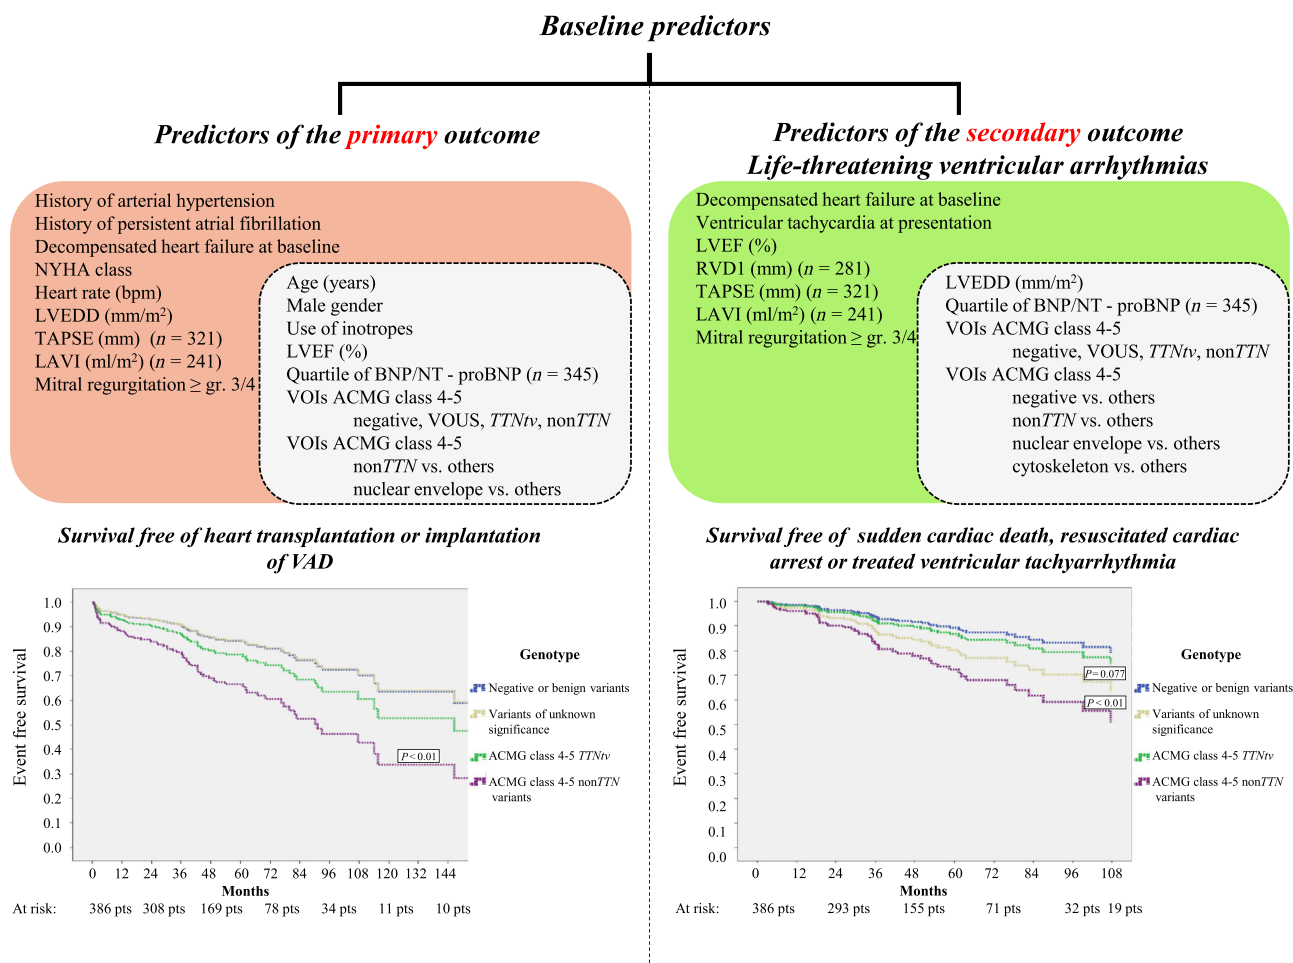 Baseline predictors
Predictors of the primary outcome
History of arterial hypertension
History of persistent atrial fibrillation
Decompensated heart failure at baseline
NYHA class
Heart rate (bpm)
LVEDD (mm/m²)
TAPSE (mm) (n = 321)
LAVI (ml/m²) (n = 241)
Mitral regurgitation ≥ gr. 3/4
Age (years)
Male gender
Use of inotropes
LVEF (%)
Quartile of BNP/NT - proBNP (n = 345)
VOIs ACMG class 4-5
negative, VOUS, TTNtv, nonTTN
VOIs ACMG class 4-5
nonTTN vs. others
nuclear envelope vs. others
Predictors of the secondary outcome
Life-threatening ventricular arrhythmias
Decompensated heart failure at baseline
Ventricular tachycardia at presentation
LVEF (%)
RVD1 (mm) (n = 281)
TAPSE (mm) (n = 321)
LAVI (ml/m²) (n = 241)
Mitral regurgitation ≥ gr. 3/4
LVEDD (mm/m²)
Quartile of BNP/NT - proBNP (n = 345)
VOIs ACMG class 4-5
negative, VOUS, TTNtv, nonTTN
VOIs ACMG class 4-5
negative vs. others
nonTTN vs. others
nuclear envelope vs. others
cytoskeleton vs. others
Survival free of heart transplantation or implantation
of VAD
Event free survival
1.0
0.9
0.8
0.7
0.6
0.5
0.4
0.3
0.2
0.1
0.0
P < 0.01
Genotype
Negative or benign variants
Variants of unknown
significance
ACMG class 4-5 TTNtv
ACMG class 4-5 nonTTN
variants
0 12 24 36 48 60 72 84 96 108 120 132 144
Months
At risk: 386 pts 308 pts 169 pts 78 pts 34 pts 11 pts 10 pts
Survival free of sudden cardiac death, resuscitated cardiac
arrest or treated ventricular tachyarrhythmia
Event free survival
1.0
0.9
0.8
0.7
0.6
0.5
0.4
0.3
0.2
0.1
0.0
P = 0.077
P < 0.01
Genotype
Negative or benign variants
Variants of unknown
significance
ACMG class 4-5 TTNtv
ACMG class 4-5 nonTTN
variants
0 12 24 36 48 60 72 84 96 108
Months
At risk: 386 pts 293 pts 155 pts 71 pts 32 pts 19 pts